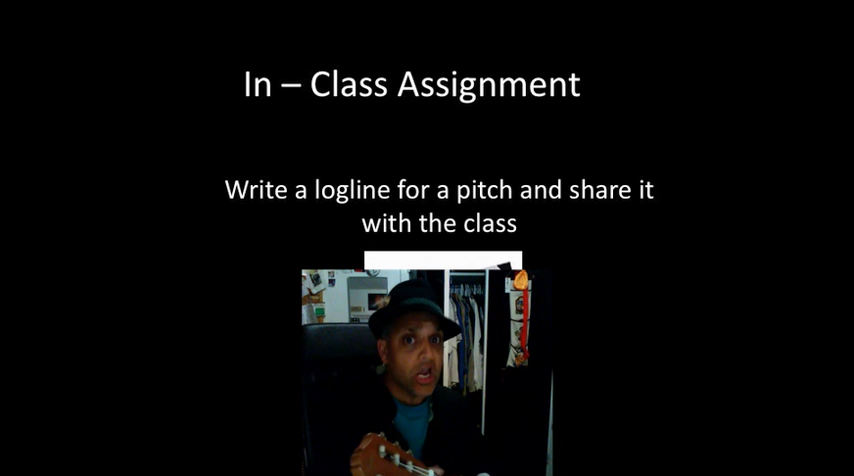 In – Class Assignment
Write a logline for a pitch and share it
with the class